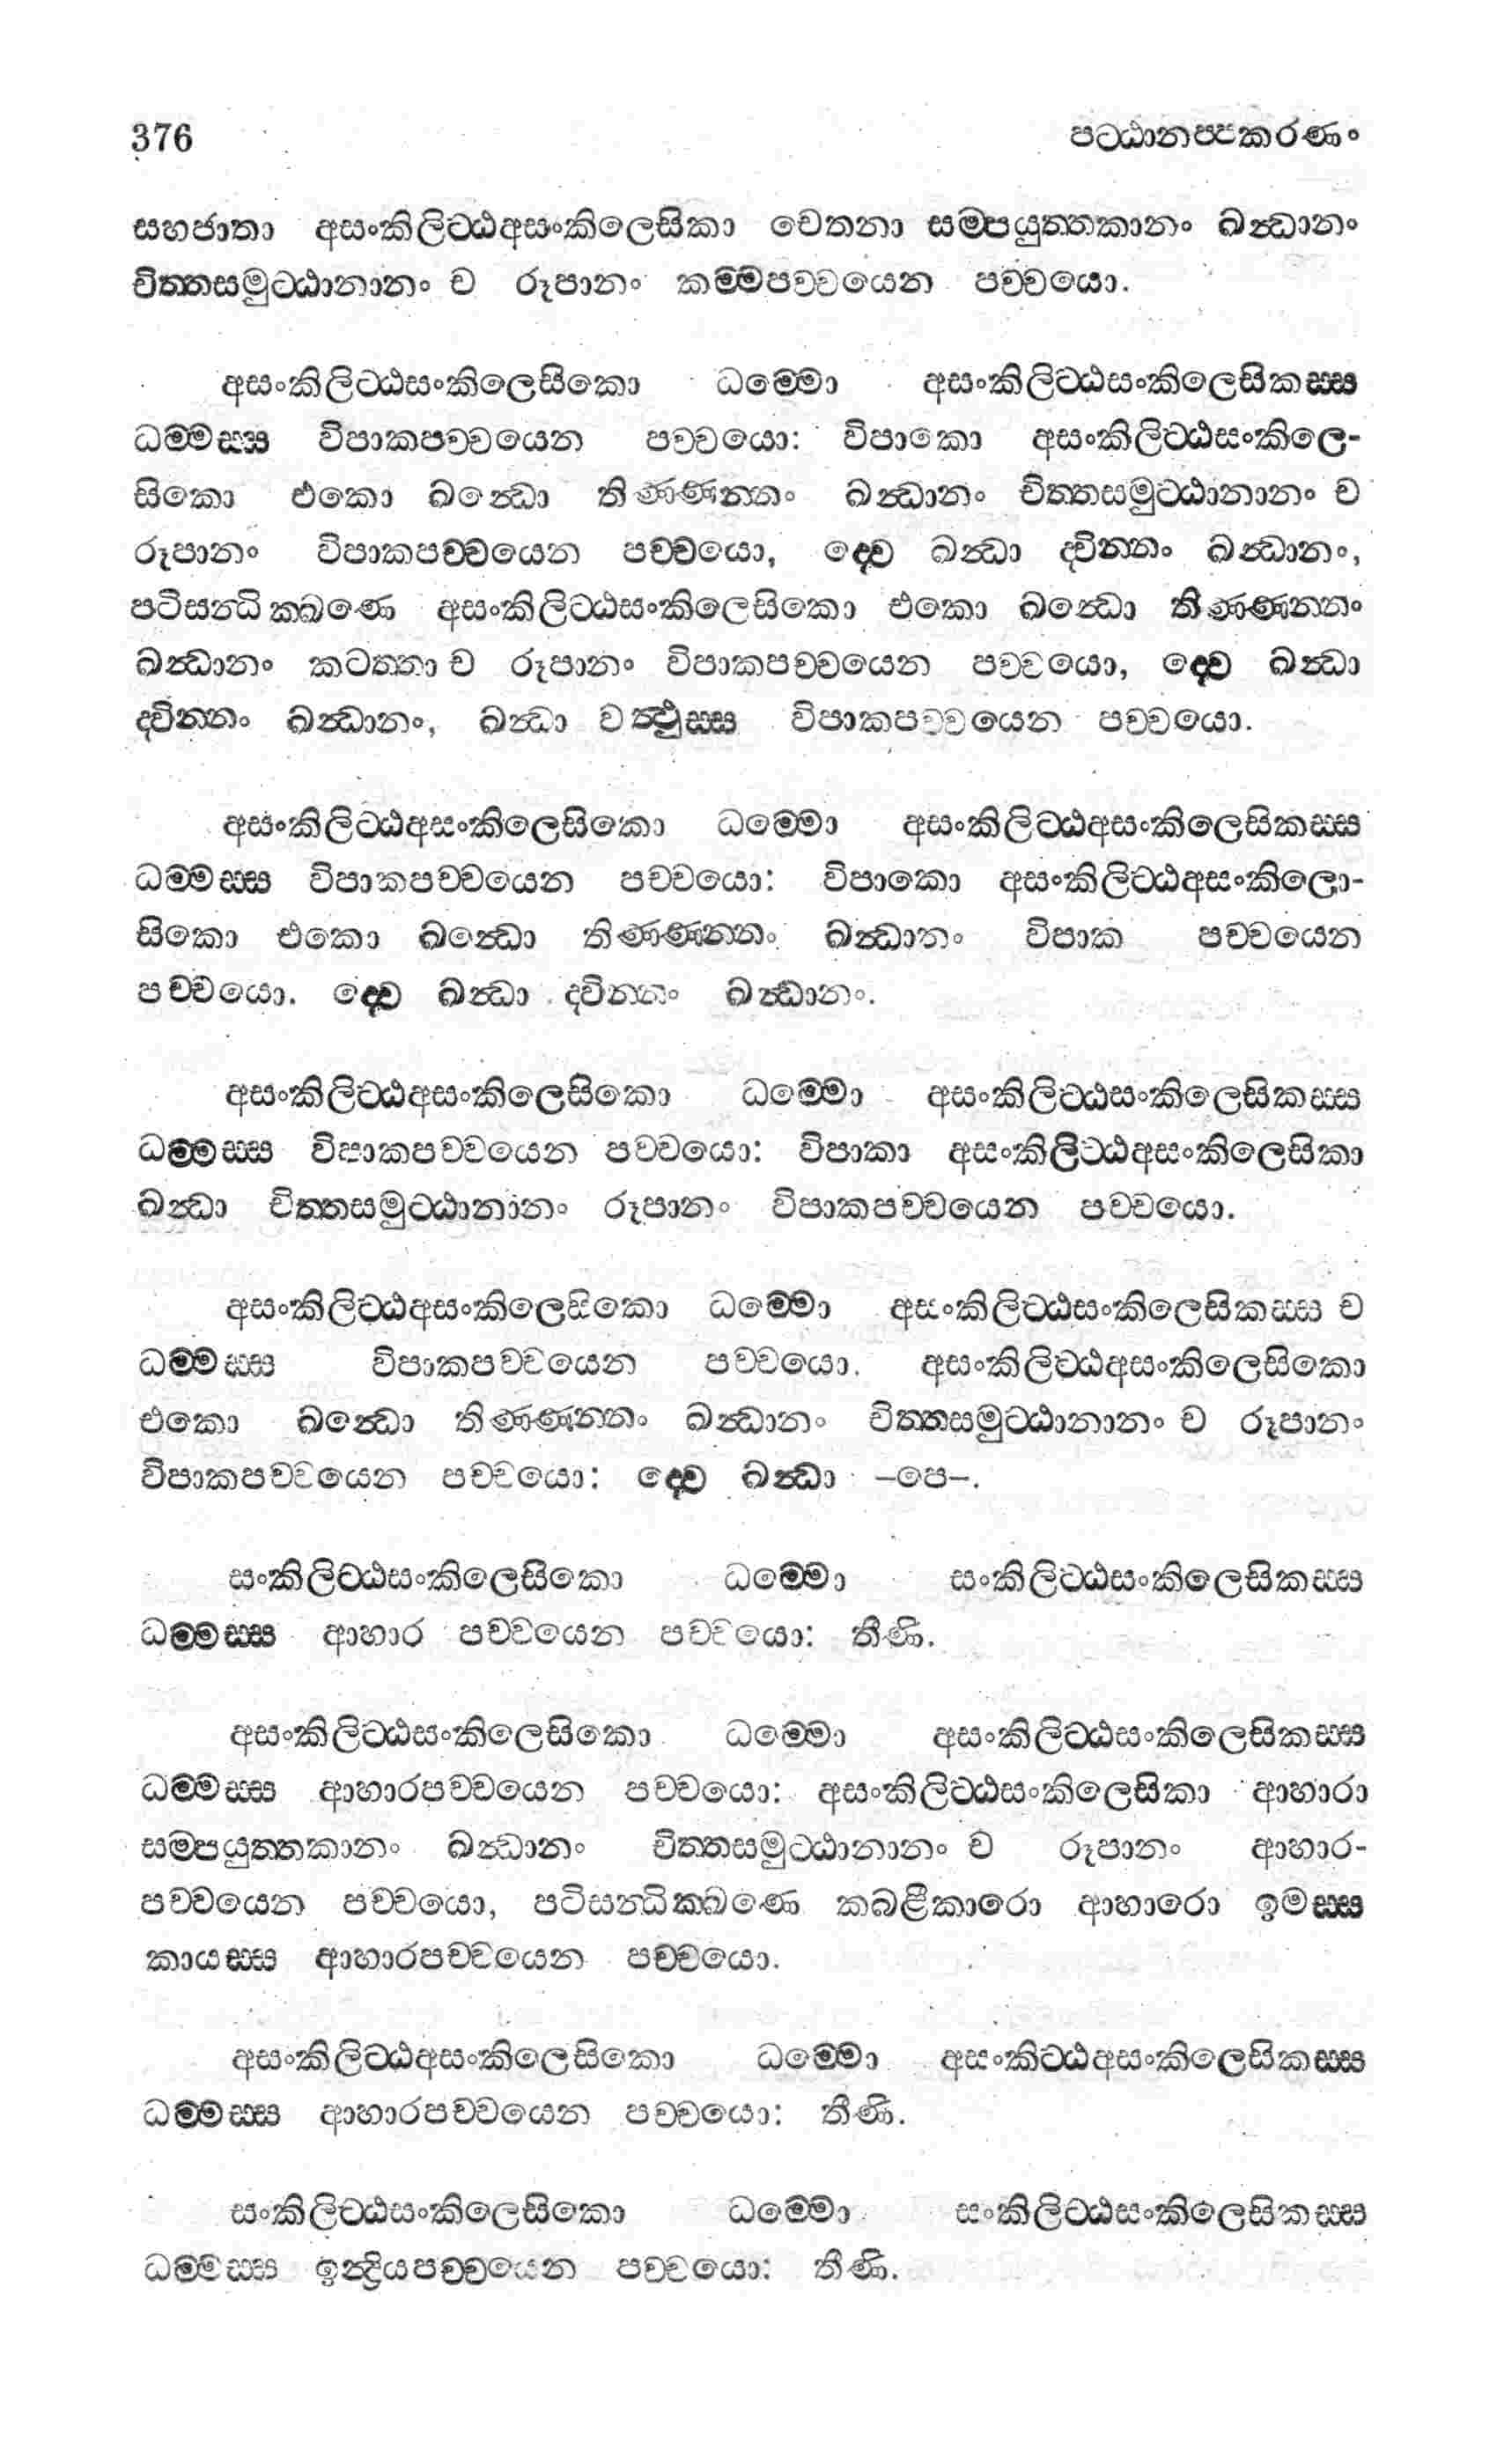 376 පට්ඨානප්පකරණං
සහජාතා අසංකිලිට්ඨඅසංකිලෙසිකා චෙතනා සම්පයුත්තකානං ඛන්ධානං
චිත්තසමුට්ඨානානං ච රූපානං කම්මපච්චයෙන පච්චයො.
අසංකිලිට්ඨසංකිලෙසිකො ධම්මො අසංකිලිට්ඨසංකිලෙසිකස්ස
ධම්මස්ස විපාකපච්චයෙන පච්චයො: විපාකො අසංකිලිට්ඨසංකිලෙ-
සිකො එකො ඛන්ධො තිණ්ණන්නං ඛන්ධානං චිත්තසමුට්ඨානානං ච
රූපානං විපාකපච්චයෙන පච්චයො, ද්වෙ ඛන්ධා ද්වින්නං ඛන්ධානං,
පටිසන්ධික්ඛණෙ අසංකිලිට්ඨසංකිලෙසිකො එකො ඛන්ධො තිණ්ණන්නං
ඛන්ධානං කටත්තා ච රූපානං විපාකපච්චයෙන පච්චයො, ද්වෙ ඛන්ධා
ද්වින්නං ඛන්ධානං, ඛන්ධා වත්ථුස්ස විපාකපච්චයෙන පච්චයො.
අසංකිලිට්ඨඅසංකිලෙසිකො ධම්මො අසංකිලිට්ඨඅසංකිලෙසිකස්ස
ධම්මස්ස විපාකපච්චයෙන පච්චයො: විපාකො අසංකිලිට්ඨඅසංකිලො-
සිකො එකො ඛන්ධො තිණ්ණන්නං ඛන්ධානං විපාක පච්චයෙන
පච්චයො. ද්වෙ ඛන්ධා ද්වින්නං ඛන්ධානං.
අසංකිලිට්ඨඅසංකිලෙසිකො ධම්මො අසංකිලිට්ඨසංකිලෙසිකස්ස
ධම්මස්ස විපාකපච්චයෙන පච්චයො: විපාකා අසංකිලිට්ඨඅසංකිලෙසිකා
ඛන්ධා චිත්තසමුට්ඨානානං රූපානං විපාකපච්චයෙන පච්චයො.
අසංකිලිට්ඨඅසංකිලෙසිකො ධම්මො අසංකිලිට්ඨසංකිලෙසිකස්ස ච
ධම්මස්ස විපාකපච්චයෙන පච්චයො. අසංකිලිට්ඨඅසංකිලෙසිකො
එකො ඛන්ධො තිණ්ණන්නං ඛන්ධානං චිත්තසමුට්ඨානානං ච රූපානං
විපාකපච්චයෙන පච්චයො: ද්වෙ ඛන්ධා –පෙ–.
සංකිලිට්ඨසංකිලෙසිකො ධම්මො සංකිලිට්ඨසංකිලෙසිකස්ස
ධම්මස්ස ආහාර පච්චයෙන පච්චයො: තීණි.
අසංකිලිට්ඨසංකිලෙසිකො ධම්මො අසංකිලිට්ඨසංකිලෙසිකස්ස
ධම්මස්ස ආහාරපච්චයෙන පච්චයො: අසංකිලිට්ඨසංකිලෙසිකා ආහාරා
සම්පයුත්තකානං ඛන්ධානං චිත්තසමුට්ඨානානං ච රූපානං ආහාර-
පච්චයෙන පච්චයො, පටිසන්ධික්ඛණෙ කබළීකාරො ආහාරො ඉමස්ස
කායස්ස ආහාරපච්චයෙන පච්චයො.
අසංකිලිට්ඨඅසංකිලෙසිකො ධම්මො අසංකිට්ඨඅසංකිලෙසිකස්ස
ධම්මස්ස ආහාරපච්චයෙන පච්චයො: තීණි.
සංකිලිට්ඨසංකිලෙසිකො ධම්මො සංකිලිට්ඨසංකිලෙසිකස්ස
ධම්මස්ස ඉන්ද්‍රියපච්චයෙන පච්චයො: තීණි.